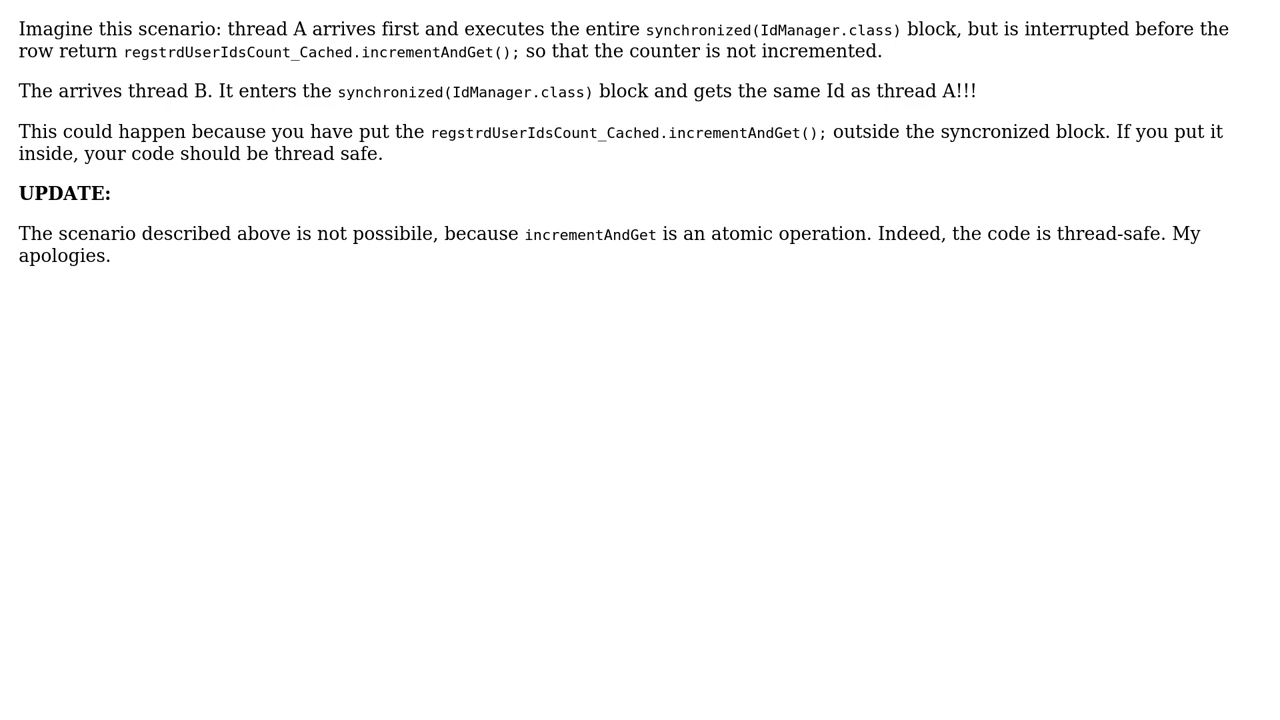 Imagine this scenario: thread A arrives first and executes the entire synchronized(IdManager.class) block, but is interrupted before the
row return regstrdUserIdsCount_Cached.incrementAndGet(); so that the counter is not incremented.
The arrives thread B. It enters the synchronized(IdManager.class) block and gets the same Id as thread A!!!
This could happen because you have put the regstrdUserIdsCount_Cached.incrementAndGet(); outside the syncronized block. If you put it
inside, your code should be thread safe.
UPDATE:
The scenario described above is not possibile, because incrementAndGet is an atomic operation. Indeed, the code is thread-safe. My
apologies.